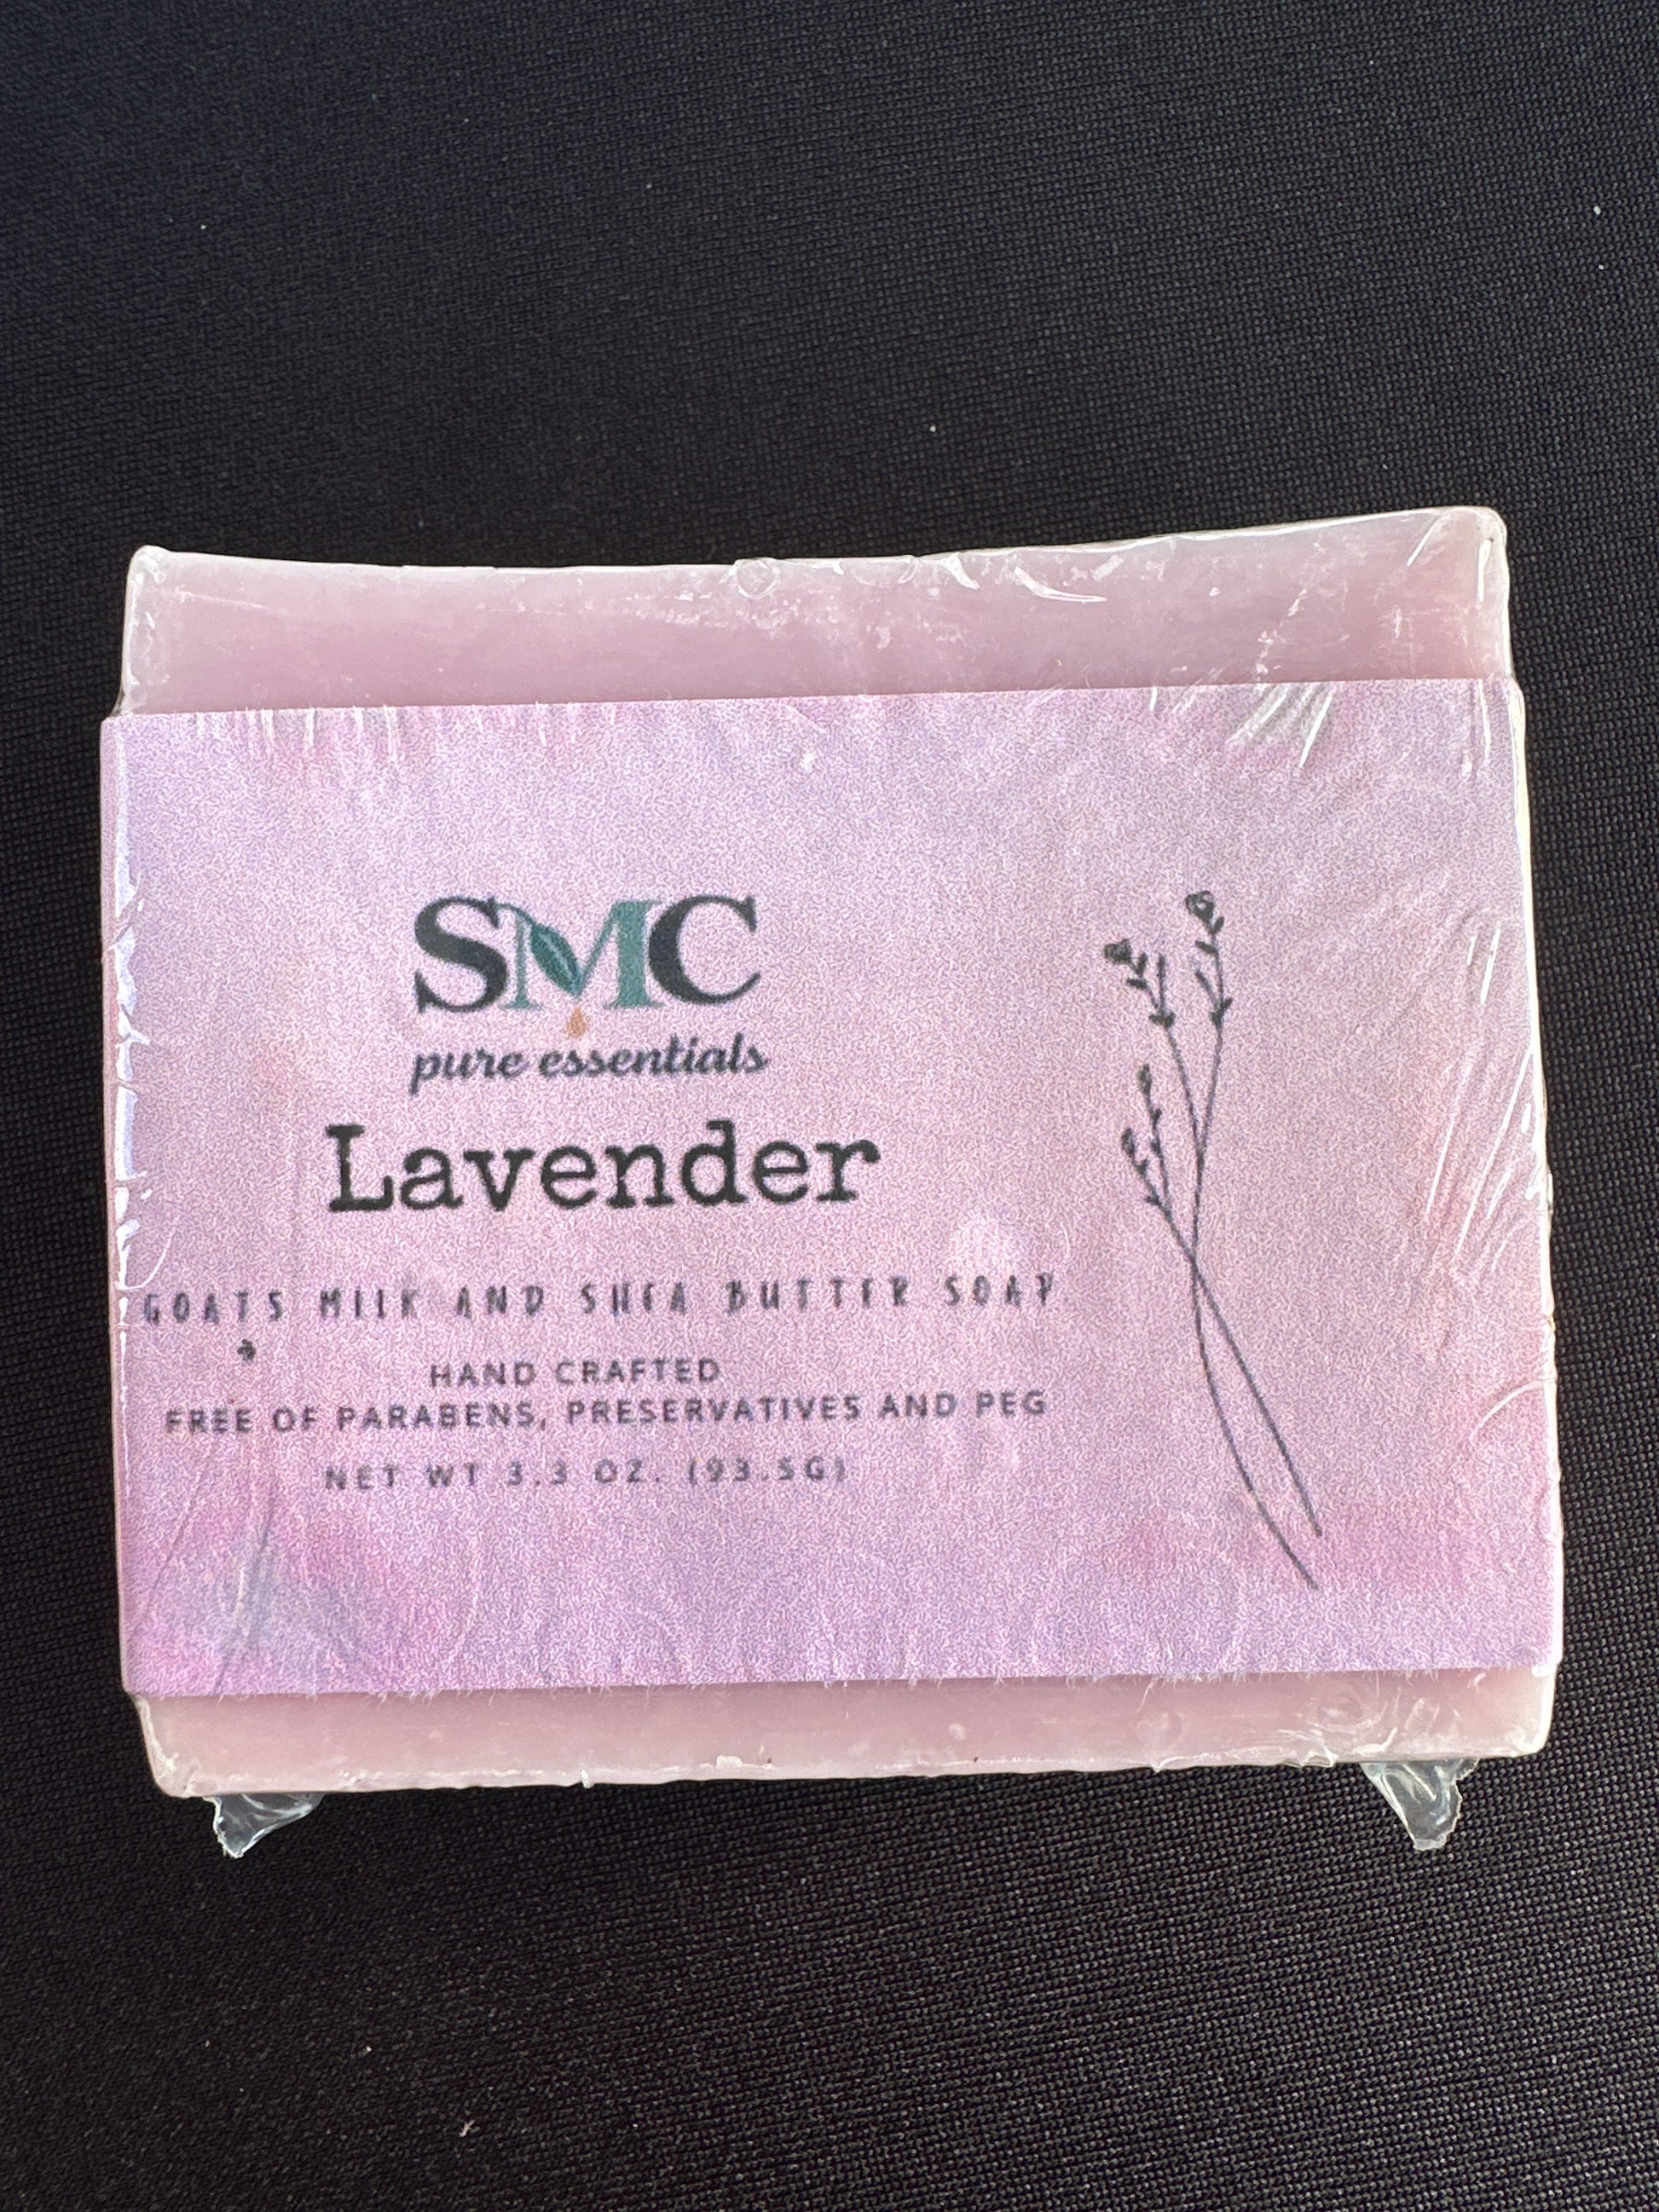 SMC
pure essentials
Lavender
GOATS MILK AND SHEA BUTTER SOAP
HAND CRAFTED
FREE OF PARABENS, PRESERVATIVES AND PEG
NET WT 3.3 OZ. (93.5G)